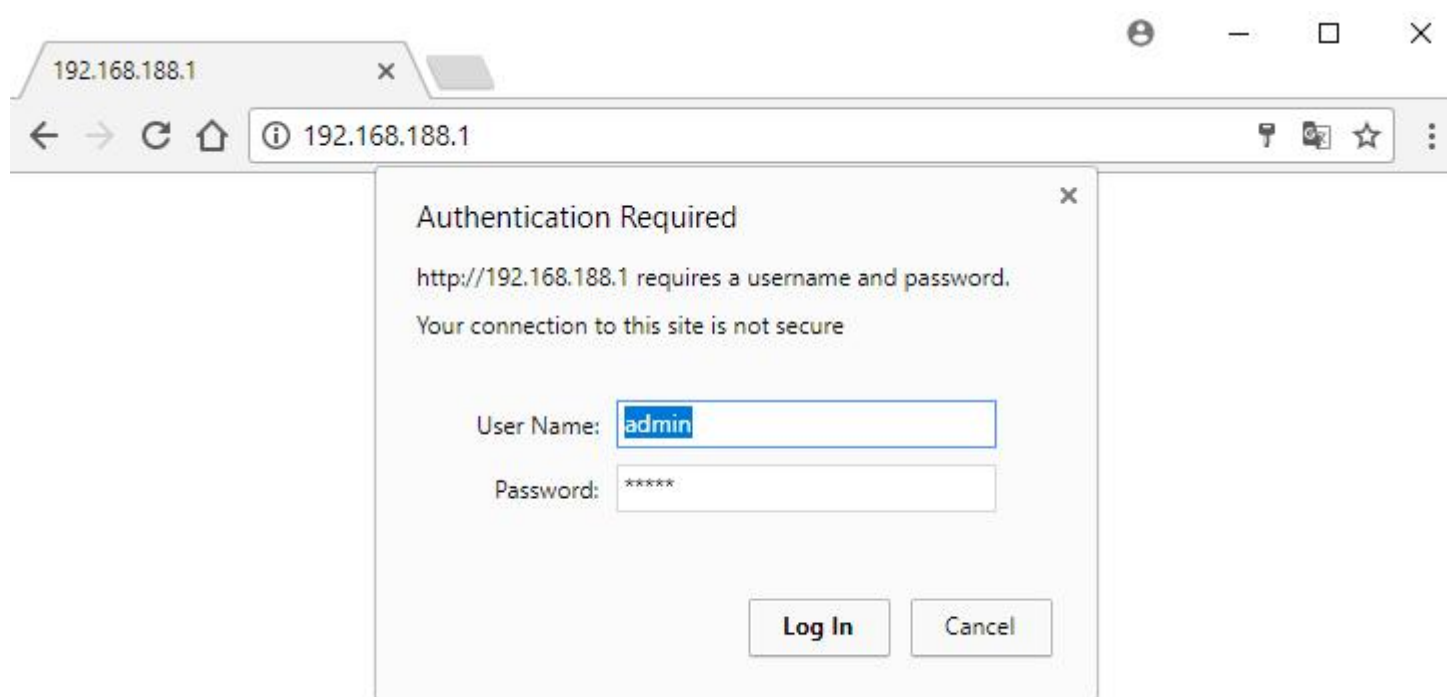 192.168.188.1
192.168.188.1
Authentication Required
http://192.168.188.1 requires a username and password.
Your connection to this site is not secure
User Name: admin
Password: *****
Log In Cancel